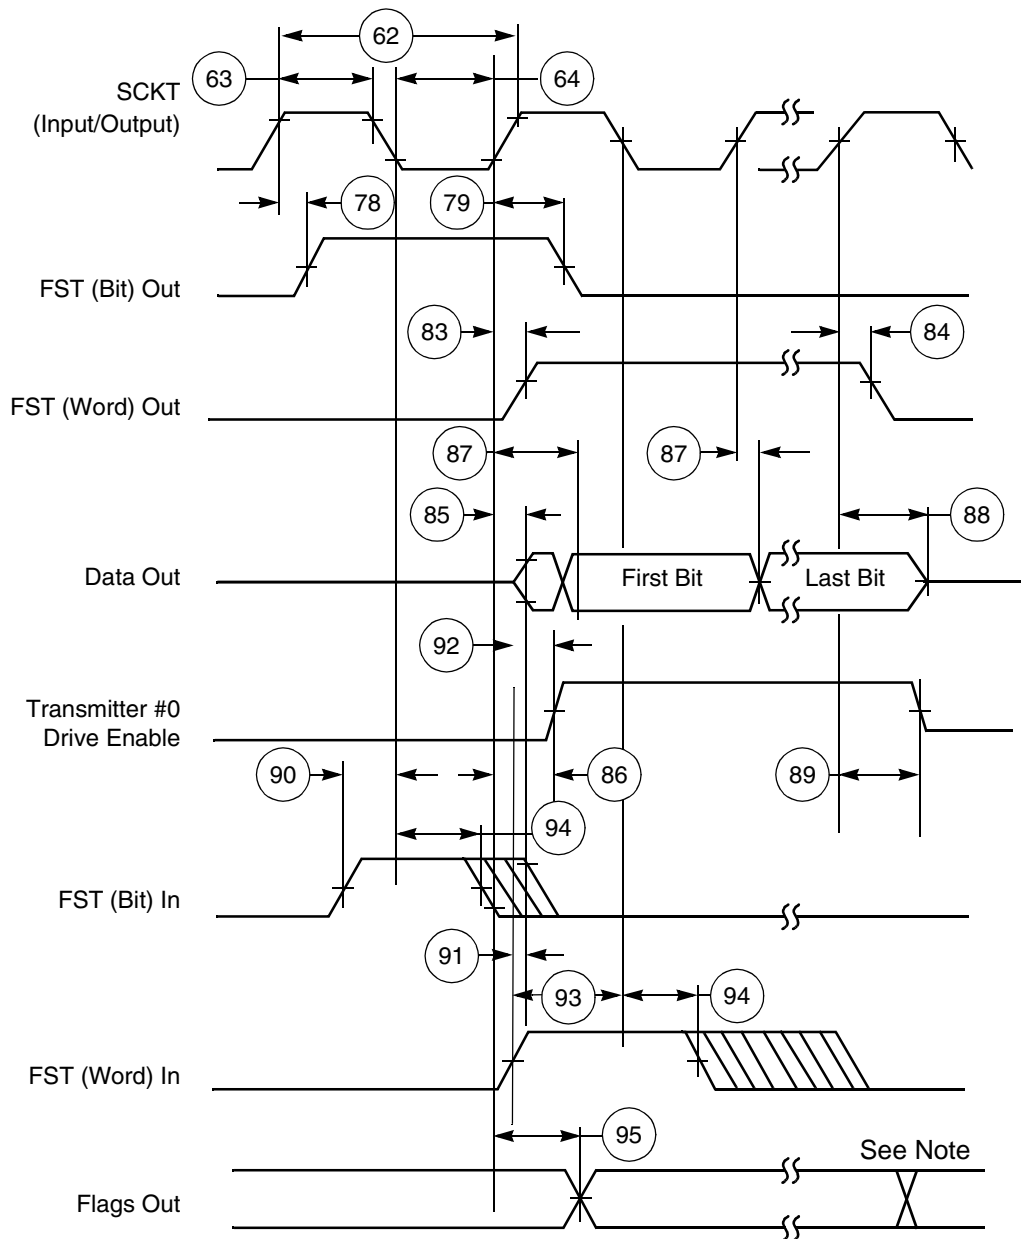 62
63
64
SCKT
(Input/Output)
78
79
FST (Bit) Out
83
84
FST (Word) Out
87
87
85
88
Data Out
First Bit
Last Bit
92
Transmitter #0
Drive Enable
90
86
89
94
FST (Bit) In
91
93
94
FST (Word) In
95
See Note
Flags Out